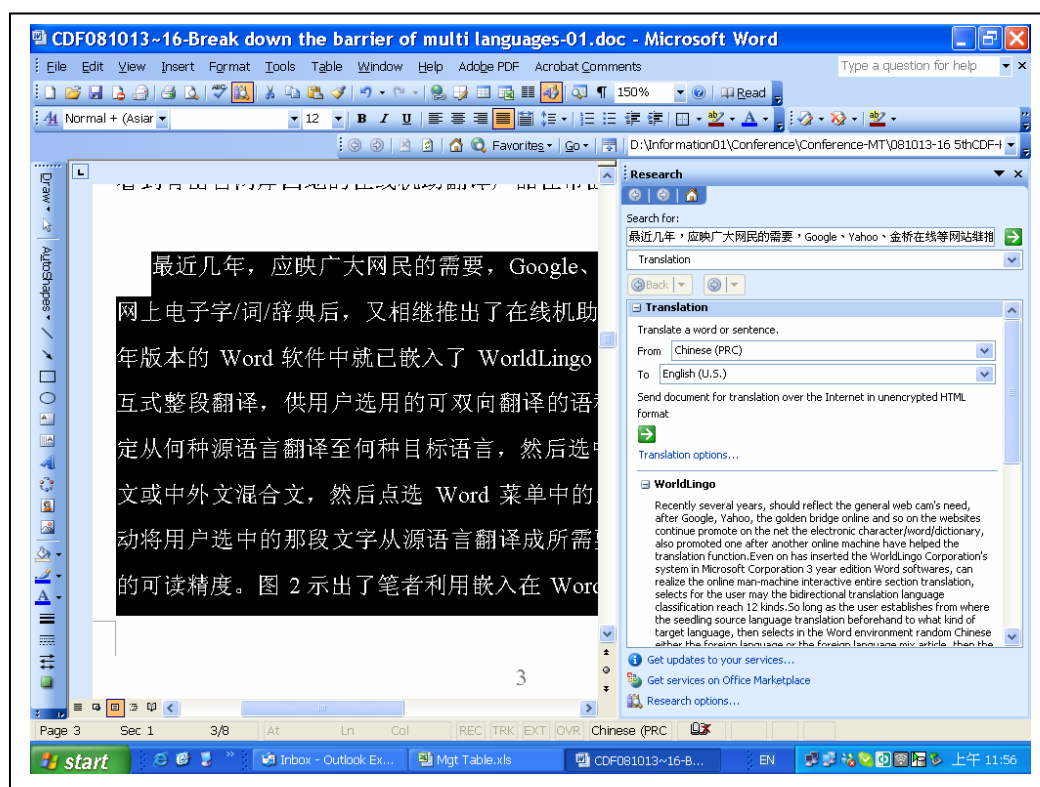 CDF081013~16-Break down the barrier of multi languages-01.doc - Microsoft Word
File Edit View Insert Format Tools Table Window Help Adobe PDF Acrobat Comments Type a question for help
150% Read
Normal + (Asiar 12 B I U
Favorites Go D:\Information01\Conference\Conference-MT\081013-16 5thCDF-H
Draw
AutoShapes
最近几年，应映广大网民的需要，Google、
网上电子字/词/辞典后，又相继推出了在线机助
年版本的 Word 软件中就已嵌入了 WorldLingo
互式整段翻译，供用户选用的可双向翻译的语
定从何种源语言翻译至何种目标语言，然后选
文或中外文混合文，然后点选 Word 菜单中的
动将用户选中的那段文字从源语言翻译成所需
的可读精度。图 2 示出了笔者利用嵌入在 Word
3
Research
Search for:
最近几年，应映广大网民的需要，Google、Yahoo、金桥在线等网站继推
Translation
Back
Translation
Translate a word or sentence.
From Chinese (PRC)
To English (U.S.)
Send document for translation over the Internet in unencrypted HTML
format
Translation options...
WorldLingo
Recently several years, should reflect the general web cam's need,
after Google, Yahoo, the golden bridge online and so on the websites
continue promote on the net the electronic character/word/dictionary,
also promoted one after another online machine have helped the
translation function.Even on has inserted the WorldLingo Corporation's
system in Microsoft Corporation 3 year edition Word softwares, can
realize the online man-machine interactive entire section translation,
selects for the user may the bidirectional translation language
classification reach 12 kinds.So long as the user establishes from where
the seedling source language translation beforehand to what kind of
target language, then selects in the Word environment random Chinese
either the foreign language or the foreign language mix article, then the
Get updates to your services...
Get services on Office Marketplace
Research options...
Page 3 Sec 1 3/8 At Ln Col REC TRK EXT OVR Chinese (PRC
start Inbox - Outlook Ex... Mgt Table.xls CDF081013~16-B... EN 上午 11:56